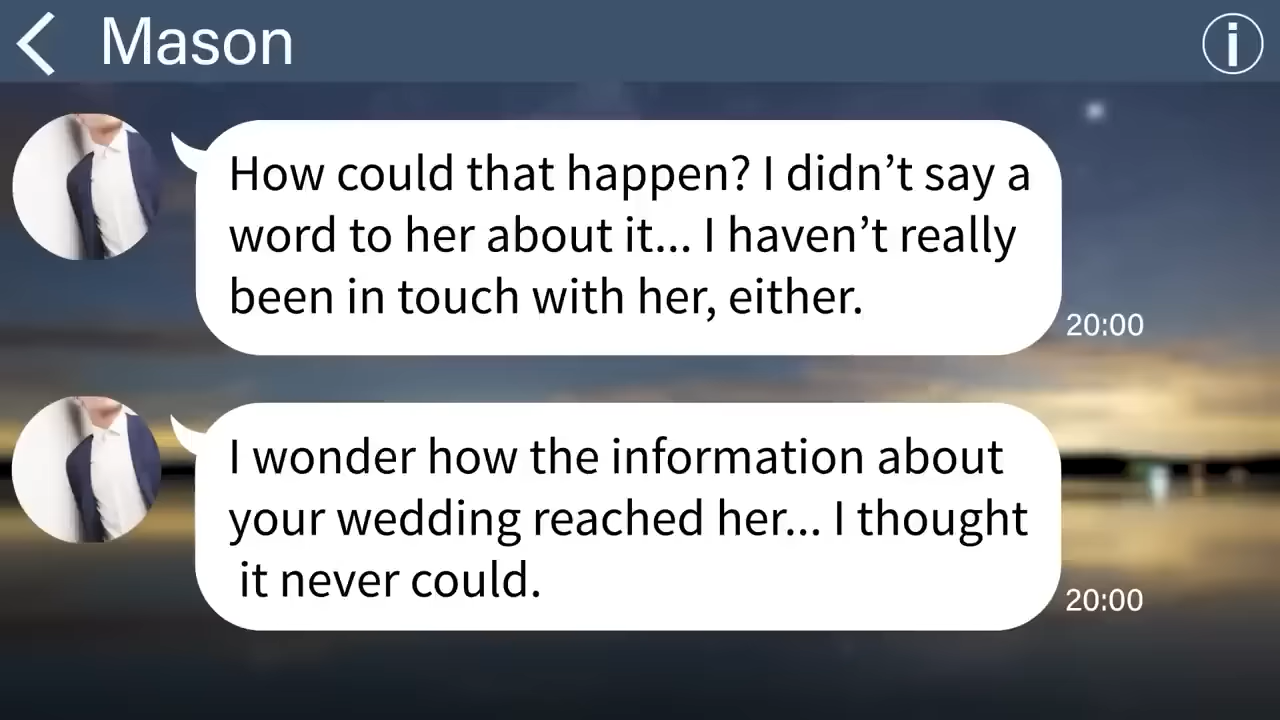 Mason
How could that happen? I didn’t say a
word to her about it... I haven’t really
been in touch with her, either.
20:00
I wonder how the information about
your wedding reached her... I thought
it never could.
20:00